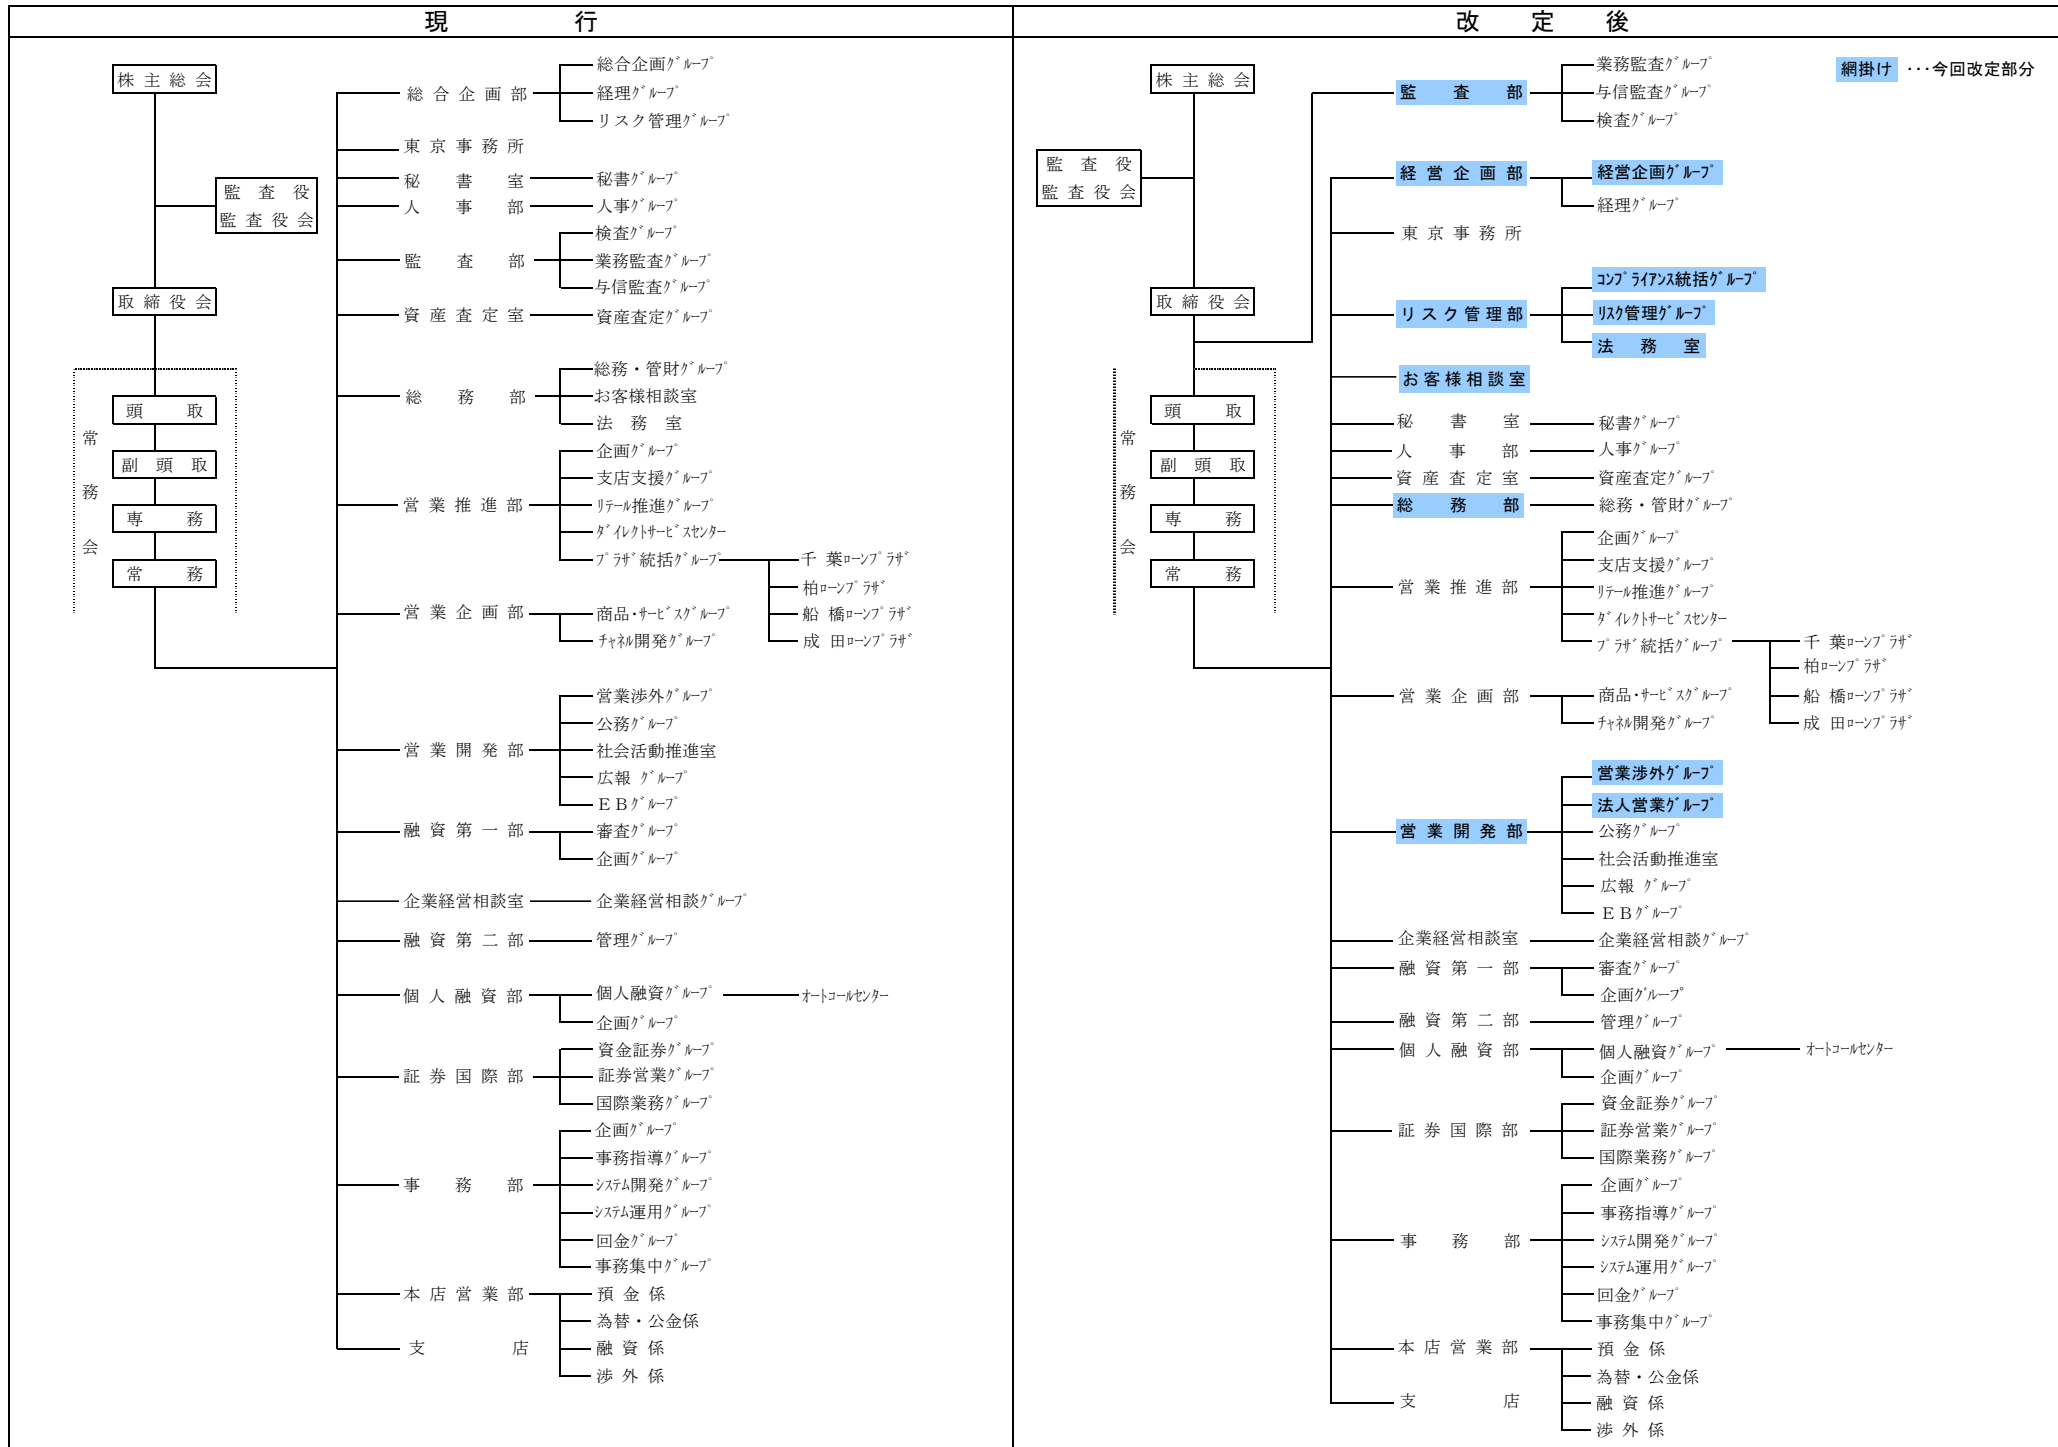 現行
株主総会
監査役
監査役会
取締役会
常務会
頭取
副頭取
専務
常務
総合企画部
総合企画ｸﾞﾙｰﾌﾟ
経理ｸﾞﾙｰﾌﾟ
リスク管理ｸﾞﾙｰﾌﾟ
東京事務所
秘書室
秘書ｸﾞﾙｰﾌﾟ
人事部
人事ｸﾞﾙｰﾌﾟ
監査部
検査ｸﾞﾙｰﾌﾟ
業務監査ｸﾞﾙｰﾌﾟ
与信監査ｸﾞﾙｰﾌﾟ
資産査定室
資産査定ｸﾞﾙｰﾌﾟ
総務部
総務・管財ｸﾞﾙｰﾌﾟ
お客様相談室
法務室
営業推進部
企画ｸﾞﾙｰﾌﾟ
支店支援ｸﾞﾙｰﾌﾟ
ﾘﾃｰﾙ推進ｸﾞﾙｰﾌﾟ
ﾀﾞｲﾚｸﾄｻｰﾋﾞｽｾﾝﾀｰ
ﾌﾟﾗｻﾞ統括ｸﾞﾙｰﾌﾟ
千葉ﾛｰﾝﾌﾟﾗｻﾞ
柏ﾛｰﾝﾌﾟﾗｻﾞ
船橋ﾛｰﾝﾌﾟﾗｻﾞ
成田ﾛｰﾝﾌﾟﾗｻﾞ
営業企画部
商品･ｻｰﾋﾞｽｸﾞﾙｰﾌﾟ
ﾁｬﾈﾙ開発ｸﾞﾙｰﾌﾟ
営業開発部
営業渉外ｸﾞﾙｰﾌﾟ
公務ｸﾞﾙｰﾌﾟ
社会活動推進室
広報 ｸﾞﾙｰﾌﾟ
ＥＢｸﾞﾙｰﾌﾟ
融資第一部
審査ｸﾞﾙｰﾌﾟ
企画ｸﾞﾙｰﾌﾟ
企業経営相談室
企業経営相談ｸﾞﾙｰﾌﾟ
融資第二部
管理ｸﾞﾙｰﾌﾟ
個人融資部
個人融資ｸﾞﾙｰﾌﾟ
ｵｰﾄｺｰﾙｾﾝﾀｰ
企画ｸﾞﾙｰﾌﾟ
証券国際部
資金証券ｸﾞﾙｰﾌﾟ
証券営業ｸﾞﾙｰﾌﾟ
国際業務ｸﾞﾙｰﾌﾟ
事務部
企画ｸﾞﾙｰﾌﾟ
事務指導ｸﾞﾙｰﾌﾟ
ｼｽﾃﾑ開発ｸﾞﾙｰﾌﾟ
ｼｽﾃﾑ運用ｸﾞﾙｰﾌﾟ
回金ｸﾞﾙｰﾌﾟ
事務集中ｸﾞﾙｰﾌﾟ
本店営業部
支店
預金係
為替・公金係
融資係
渉外係
改定後
網掛け ･･･今回改定部分
株主総会
監査役
監査役会
取締役会
常務会
頭取
副頭取
専務
常務
監査部
業務監査ｸﾞﾙｰﾌﾟ
与信監査ｸﾞﾙｰﾌﾟ
検査ｸﾞﾙｰﾌﾟ
経営企画部
経営企画ｸﾞﾙｰﾌﾟ
経理ｸﾞﾙｰﾌﾟ
東京事務所
リスク管理部
ｺﾝﾌﾟﾗｲｱﾝｽ統括ｸﾞﾙｰﾌﾟ
ﾘｽｸ管理ｸﾞﾙｰﾌﾟ
法務室
お客様相談室
秘書室
秘書ｸﾞﾙｰﾌﾟ
人事部
人事ｸﾞﾙｰﾌﾟ
資産査定室
資産査定ｸﾞﾙｰﾌﾟ
総務部
総務・管財ｸﾞﾙｰﾌﾟ
営業推進部
企画ｸﾞﾙｰﾌﾟ
支店支援ｸﾞﾙｰﾌﾟ
ﾘﾃｰﾙ推進ｸﾞﾙｰﾌﾟ
ﾀﾞｲﾚｸﾄｻｰﾋﾞｽｾﾝﾀｰ
ﾌﾟﾗｻﾞ統括ｸﾞﾙｰﾌﾟ
千葉ﾛｰﾝﾌﾟﾗｻﾞ
柏ﾛｰﾝﾌﾟﾗｻﾞ
船橋ﾛｰﾝﾌﾟﾗｻﾞ
成田ﾛｰﾝﾌﾟﾗｻﾞ
営業企画部
商品･ｻｰﾋﾞｽｸﾞﾙｰﾌﾟ
ﾁｬﾈﾙ開発ｸﾞﾙｰﾌﾟ
営業開発部
営業渉外ｸﾞﾙｰﾌﾟ
法人営業ｸﾞﾙｰﾌﾟ
公務ｸﾞﾙｰﾌﾟ
社会活動推進室
広報 ｸﾞﾙｰﾌﾟ
ＥＢｸﾞﾙｰﾌﾟ
企業経営相談室
企業経営相談ｸﾞﾙｰﾌﾟ
融資第一部
審査ｸﾞﾙｰﾌﾟ
企画ｸﾞﾙｰﾌﾟ
融資第二部
管理ｸﾞﾙｰﾌﾟ
個人融資部
個人融資ｸﾞﾙｰﾌﾟ
ｵｰﾄｺｰﾙｾﾝﾀｰ
企画ｸﾞﾙｰﾌﾟ
証券国際部
資金証券ｸﾞﾙｰﾌﾟ
証券営業ｸﾞﾙｰﾌﾟ
国際業務ｸﾞﾙｰﾌﾟ
事務部
企画ｸﾞﾙｰﾌﾟ
事務指導ｸﾞﾙｰﾌﾟ
ｼｽﾃﾑ開発ｸﾞﾙｰﾌﾟ
ｼｽﾃﾑ運用ｸﾞﾙｰﾌﾟ
回金ｸﾞﾙｰﾌﾟ
事務集中ｸﾞﾙｰﾌﾟ
本店営業部
支店
預金係
為替・公金係
融資係
渉外係